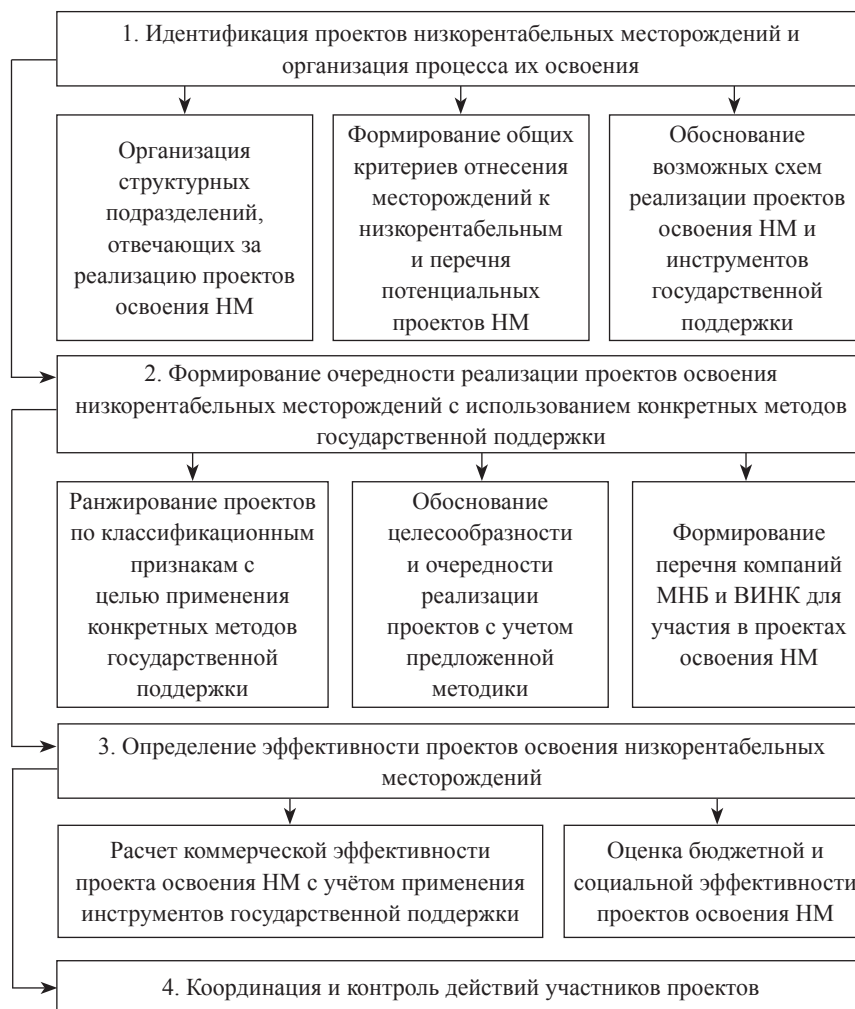 1. Идентификация проектов низкорентабельных месторождений и
организация процесса их освоения
Организация
структурных
подразделений,
отвечающих за
реализацию проектов
освоения НМ
Формирование общих
критериев отнесения
месторождений к
низкорентабельным
и перечня
потенциальных
проектов НМ
Обоснование
возможных схем
реализации проектов
освоения НМ и
инструментов
государственной
поддержки
2. Формирование очередности реализации проектов освоения
низкорентабельных месторождений с использованием конкретных методов
государственной поддержки
Ранжирование проектов
по классификационным
признакам с
целью применения
конкретных методов
государственной
поддержки
Обоснование
целесообразности
и очередности
реализации
проектов с учетом
предложенной
методики
Формирование
перечня компаний
МНБ и ВИНК для
участия в проектах
освоения НМ
3. Определение эффективности проектов освоения низкорентабельных
месторождений
Расчет коммерческой эффективности
проекта освоения НМ с учётом применения
инструментов государственной поддержки
Оценка бюджетной и
социальной эффективности
проектов освоения НМ
4. Координация и контроль действий участников проектов